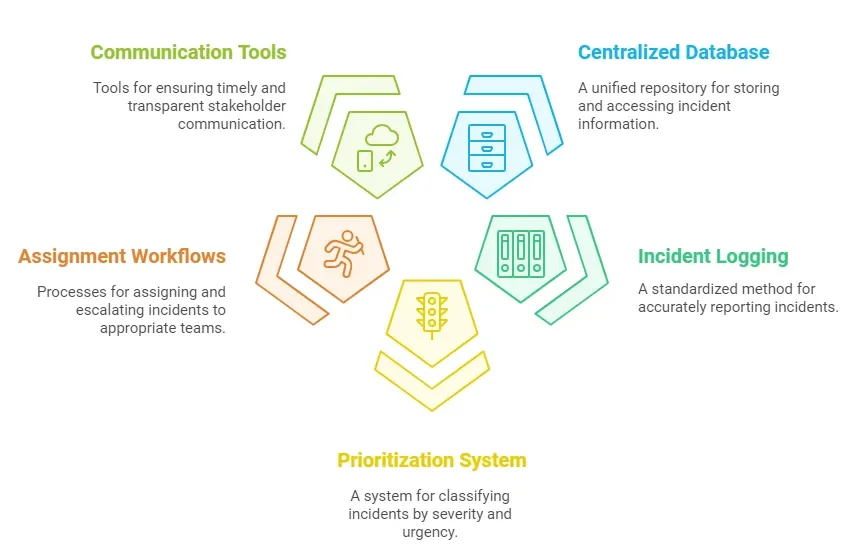 Communication Tools
Tools for ensuring timely and
transparent stakeholder
communication.
Centralized Database
A unified repository for storing
and accessing incident
information.
Assignment Workflows
Processes for assigning and
escalating incidents to
appropriate teams.
Incident Logging
A standardized method for
accurately reporting incidents.
Prioritization System
A system for classifying
incidents by severity and
urgency.